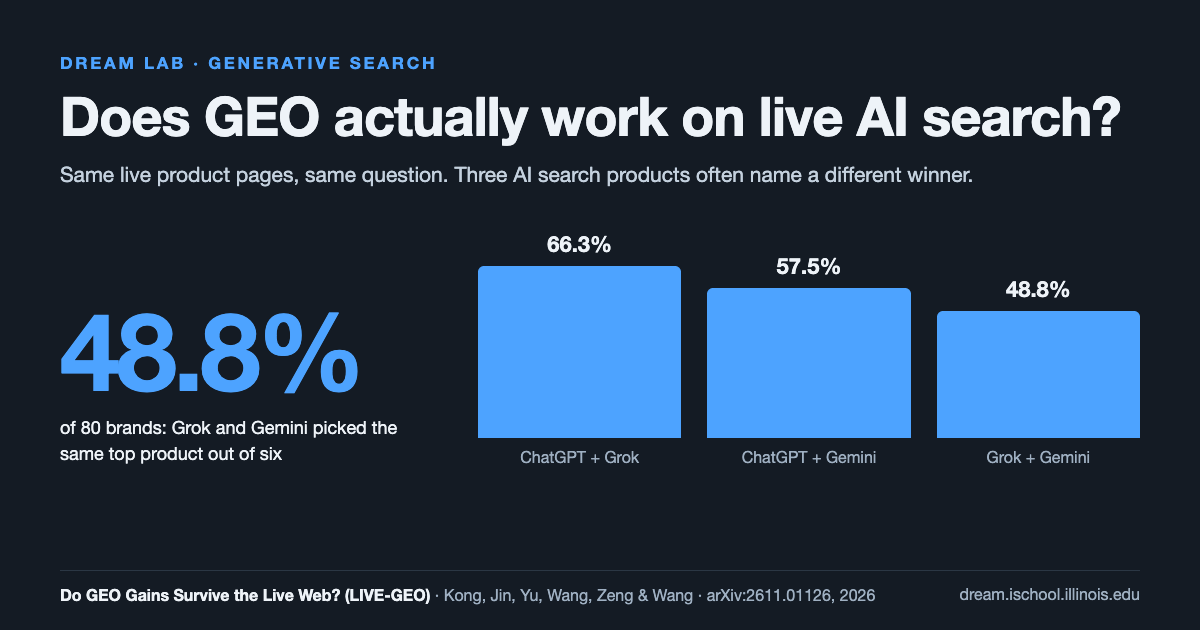 DREAM LAB · GENERATIVE SEARCH
Does GEO actually work on live AI search?
Same live product pages, same question. Three AI search products often name a different winner.
48.8%
of 80 brands: Grok and Gemini picked the
same top product out of six
66.3%
ChatGPT + Grok
57.5%
ChatGPT + Gemini
48.8%
Grok + Gemini
Do GEO Gains Survive the Live Web? (LIVE-GEO) · Kong, Jin, Yu, Wang, Zeng & Wang · arXiv:2611.01126, 2026
dream.ischool.illinois.edu